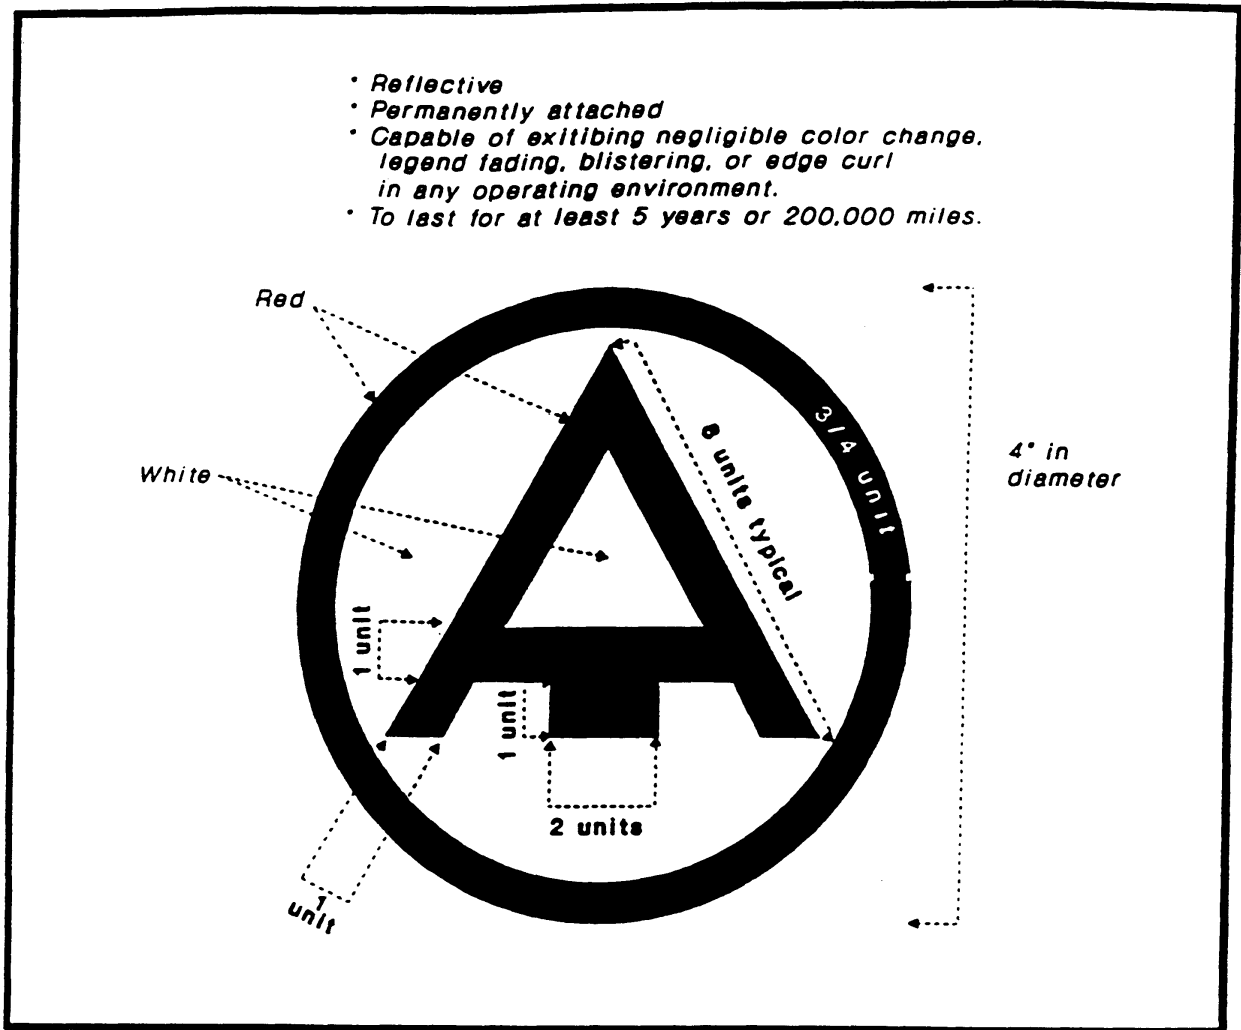 • Reflective
• Permanently attached
• Capable of exitibing negligible color change,
legend fading, blistering, or edge curl
in any operating environment.
• To last for at least 5 years or 200,000 miles.
Red
3/4 unit
8 units typical
4" in
diameter
White
1 unit
1 unit
2 units
1
unit